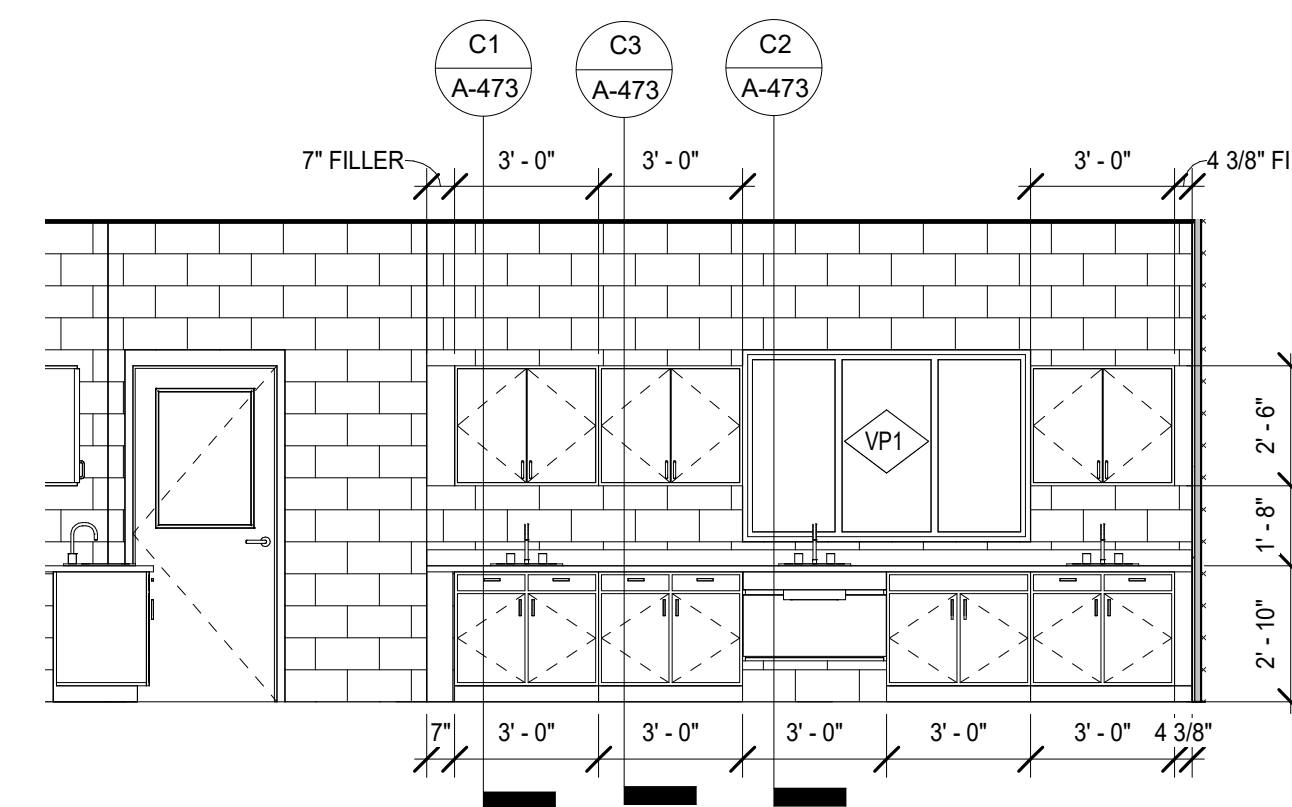 C1 C3 C2
A-473 A-473 A-473
7" FILLER 3' - 0" 3' - 0" 3' - 0" 4 3/8" FI
VP1
2' - 6"
1' - 8"
2' - 10"
7" 3' - 0" 3' - 0" 3' - 0" 3' - 0" 3' - 0" 4 3/8"